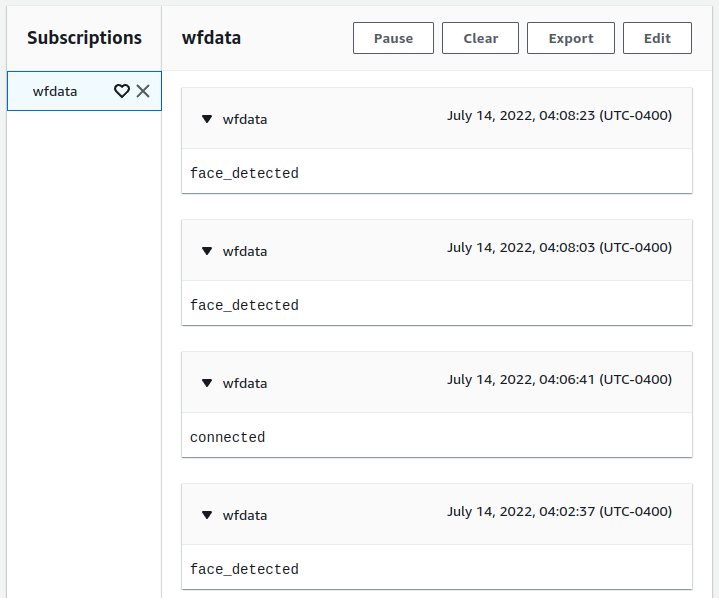 Subscriptions
wfdata
Pause Clear Export Edit
wfdata
wfdata July 14, 2022, 04:08:23 (UTC-0400)
face_detected
wfdata July 14, 2022, 04:08:03 (UTC-0400)
face_detected
wfdata July 14, 2022, 04:06:41 (UTC-0400)
connected
wfdata July 14, 2022, 04:02:37 (UTC-0400)
face_detected